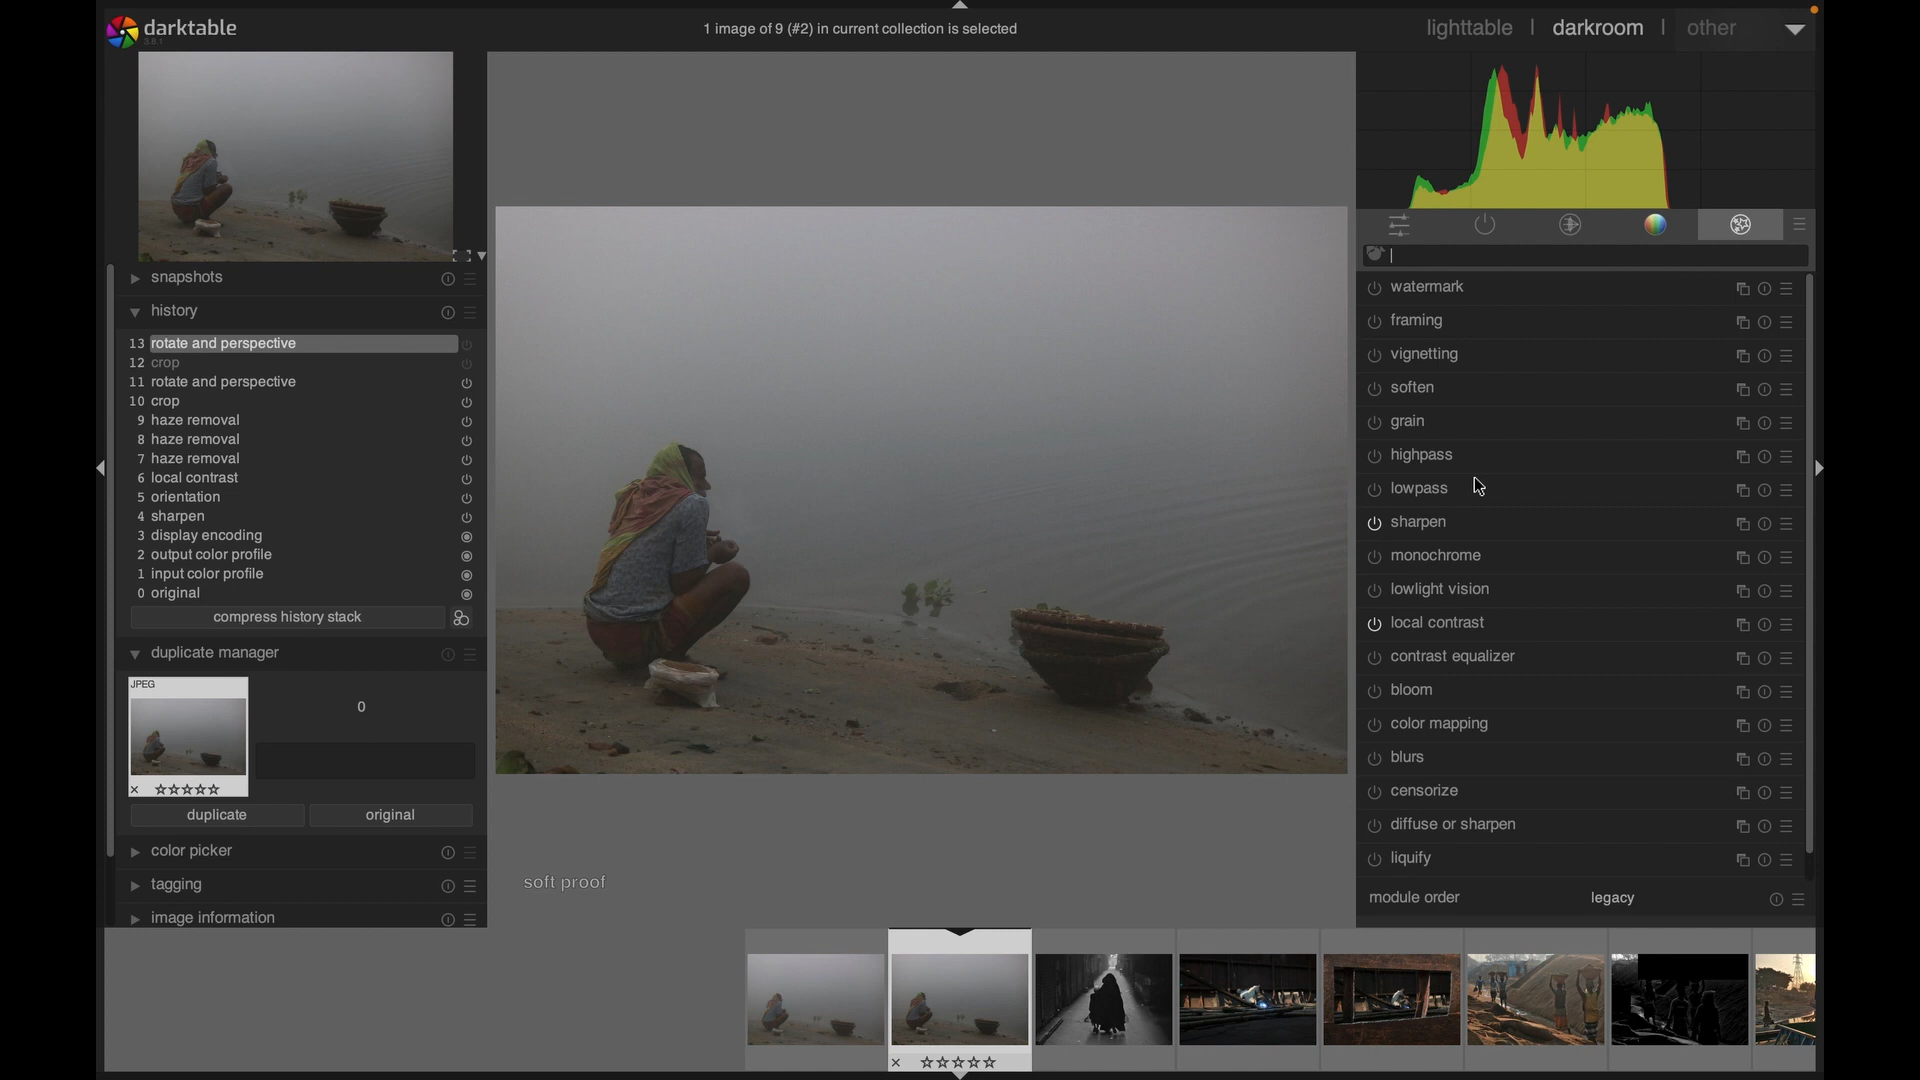 darktable
3.8.1
1 image of 9 (#2) in current collection is selected
lighttable | darkroom | other
snapshots
history
13 rotate and perspective
12 crop
11 rotate and perspective
10 crop
9 haze removal
8 haze removal
7 haze removal
6 local contrast
5 orientation
4 sharpen
3 display encoding
2 output color profile
1 input color profile
0 original
compress history stack
duplicate manager
JPEG
0
duplicate
original
color picker
tagging
image information
soft proof
watermark
framing
vignetting
soften
grain
highpass
lowpass
sharpen
monochrome
lowlight vision
local contrast
contrast equalizer
bloom
color mapping
blurs
censorize
diffuse or sharpen
liquify
module order legacy